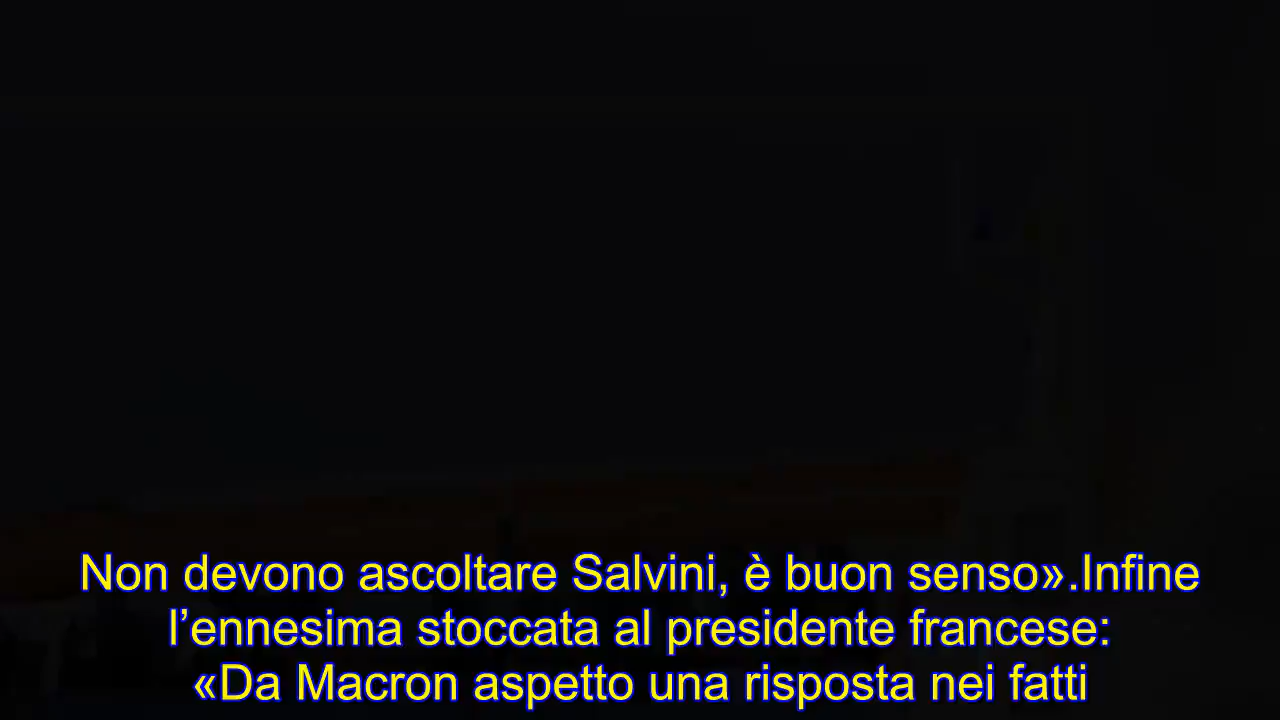 Non devono ascoltare Salvini, è buon senso».Infine
l’ennesima stoccata al presidente francese:
«Da Macron aspetto una risposta nei fatti